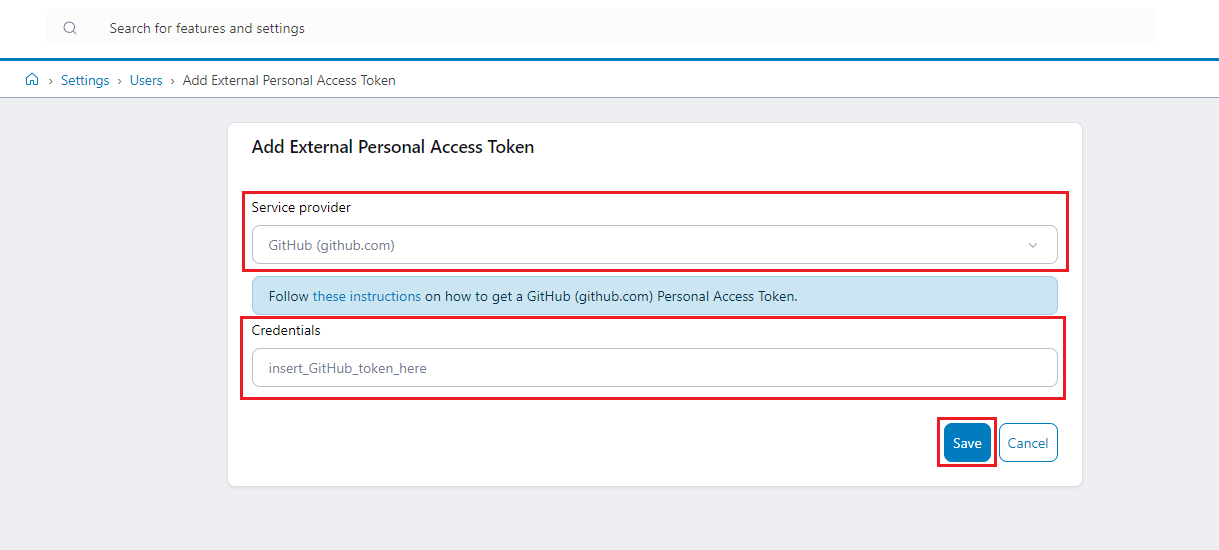 Search for features and settings
Settings › Users › Add External Personal Access Token
Add External Personal Access Token
Service provider
GitHub (github.com)
Follow these instructions on how to get a GitHub (github.com) Personal Access Token.
Credentials
insert_GitHub_token_here
Save Cancel